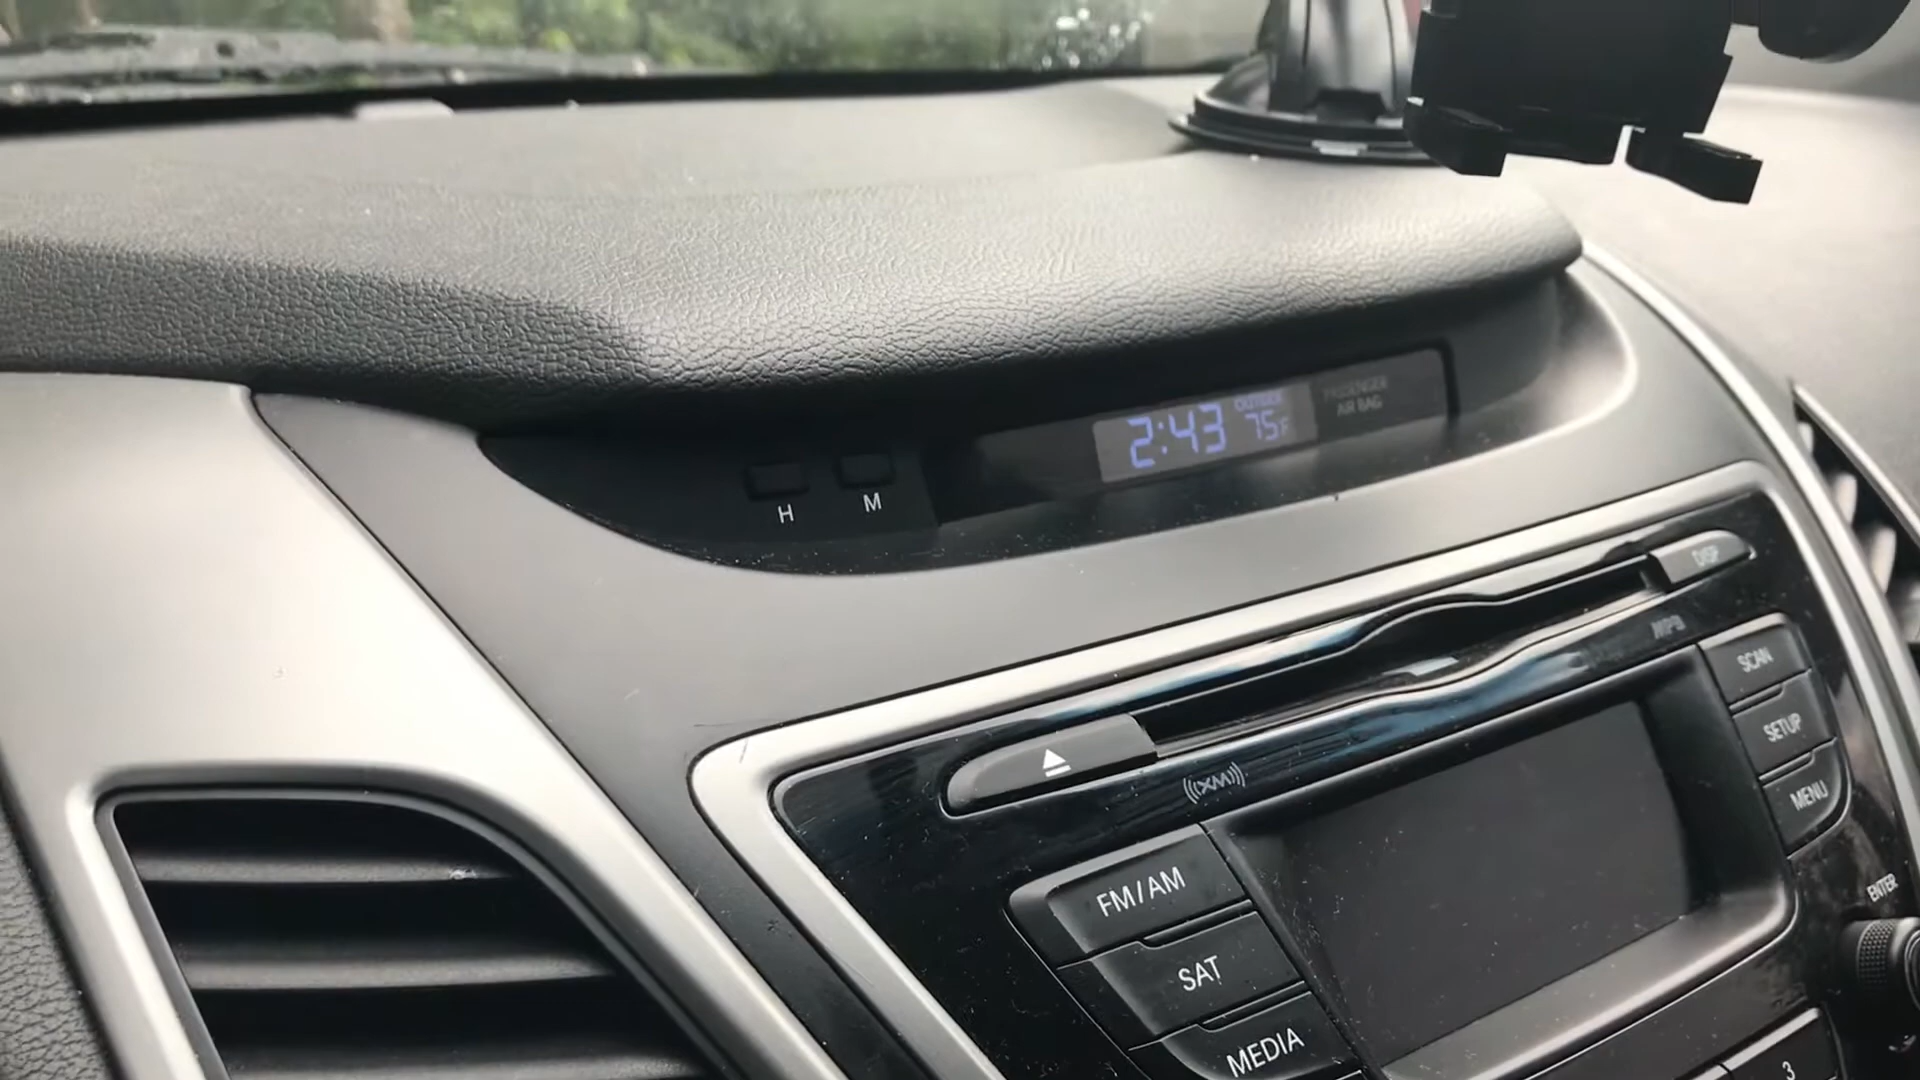 2:43
OUTSIDE
75°F
PASSENGER
AIR BAG
H
M
DISP
MP3
SCAN
SETUP
MENU
XM
FM/AM
SAT
MEDIA
ENTER
3